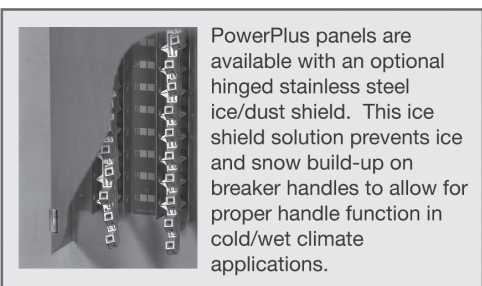 PowerPlus panels are
available with an optional
hinged stainless steel
ice/dust shield.  This ice
shield solution prevents ice
and snow build-up on
breaker handles to allow for
proper handle function in
cold/wet climate
applications.